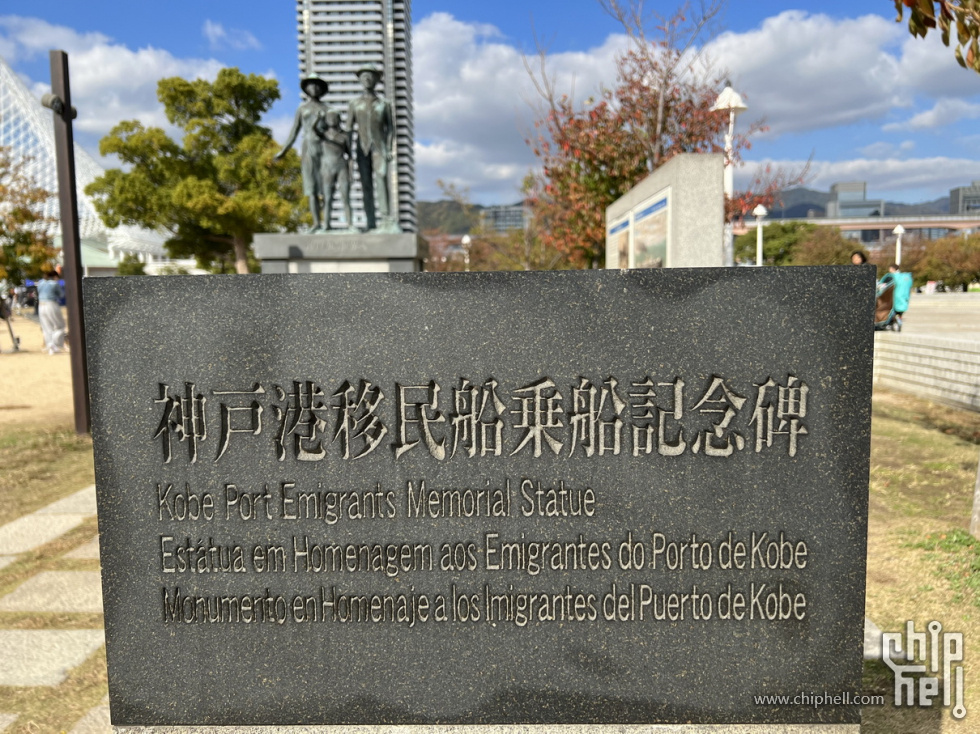 神戸港移民船乗船記念碑
Kobe Port Emigrants Memorial Statue
Estátua em Homenagem aos Emigrantes do Porto de Kobe
Monumento en Homenaje a los Imigrantes del Puerto de Kobe
www.chiphell.com
chip
hell